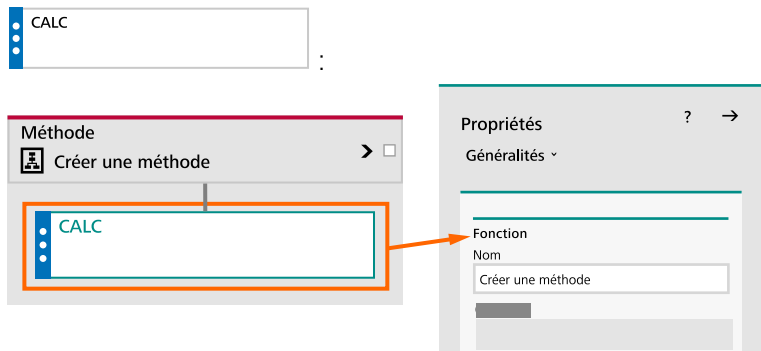 CALC
:
Méthode
Créer une méthode
CALC
Propriétés ?
Généralités
Fonction
Nom
Créer une méthode